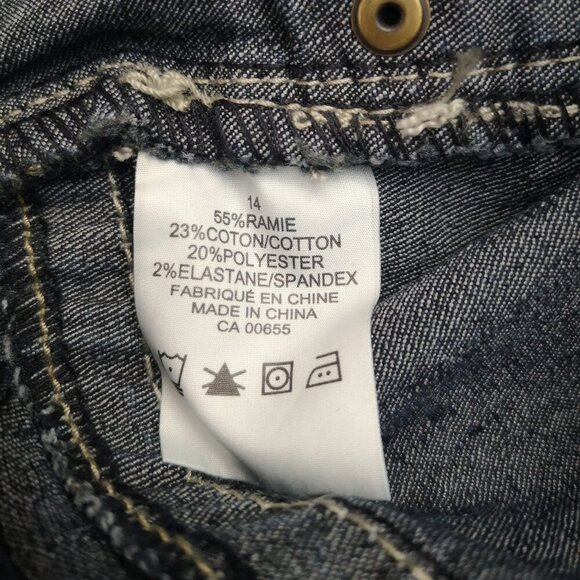 14
55%RAMIE
23%COTON/COTTON
20%POLYESTER
2%ELASTANE/SPANDEX
FABRIQUÉ EN CHINE
MADE IN CHINA
CA 00655